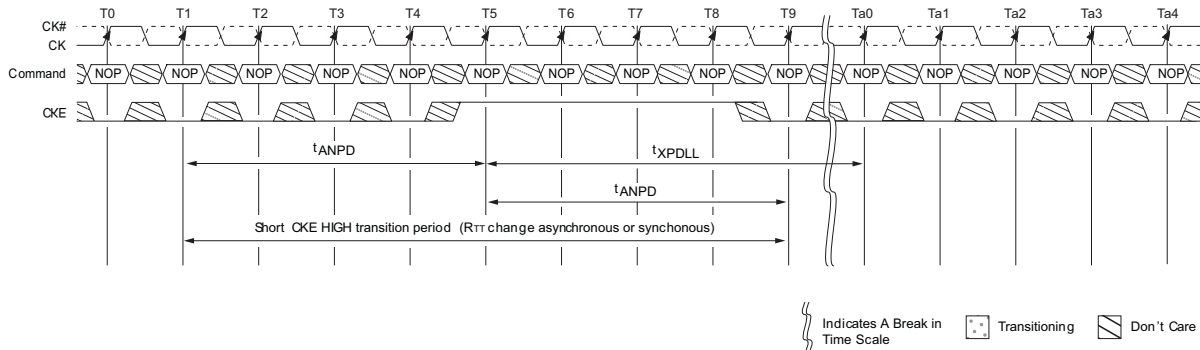 T0 T1 T2 T3 T4 T5 T6 T7 T8 T9 Ta0 Ta1 Ta2 Ta3 Ta4
CK#
CK
Command NOP NOP NOP NOP NOP NOP NOP NOP NOP NOP NOP NOP NOP NOP NOP
CKE
tANPD tXPDLL
tANPD
Short CKE HIGH transition period (RTT change asynchronous or synchonous)
Indicates A Break in Transitioning Don't Care
Time Scale